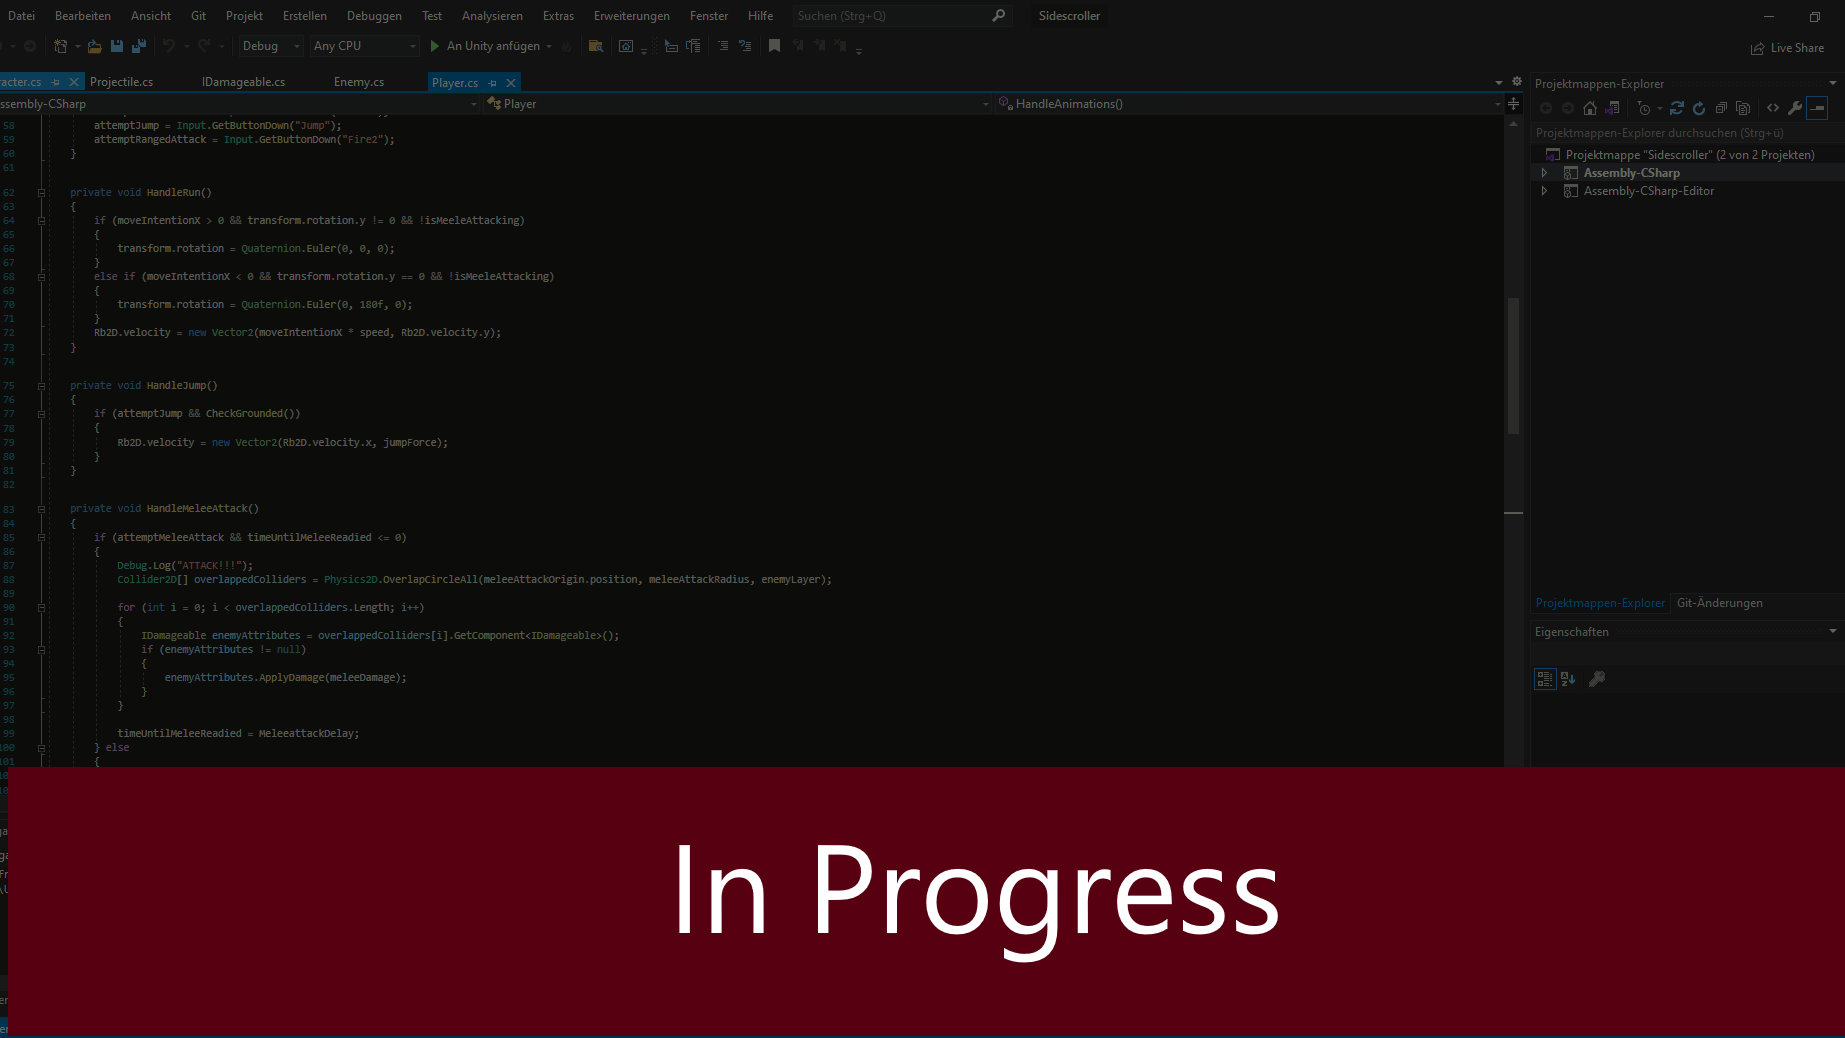 Datei Bearbeiten Ansicht Git Projekt Erstellen Debuggen Test Analysieren Extras Erweiterungen Fenster Hilfe Suchen (Strg+Q) Sidescroller
Debug Any CPU An Unity anfügen Live Share
acter.cs Projectile.cs IDamageable.cs Enemy.cs Player.cs
ssembly-CSharp Player HandleAnimations()
58 attemptJump = Input.GetButtonDown("Jump");
59 attemptRangedAttack = Input.GetButtonDown("Fire2");
60 }
61
62 private void HandleRun()
63 {
64 if (moveIntentionX > 0 && transform.rotation.y != 0 && !isMeeleAttacking)
65 {
66 transform.rotation = Quaternion.Euler(0, 0, 0);
67 }
68 else if (moveIntentionX < 0 && transform.rotation.y == 0 && !isMeeleAttacking)
69 {
70 transform.rotation = Quaternion.Euler(0, 180f, 0);
71 }
72 Rb2D.velocity = new Vector2(moveIntentionX * speed, Rb2D.velocity.y);
73 }
74
75 private void HandleJump()
76 {
77 if (attemptJump && CheckGrounded())
78 {
79 Rb2D.velocity = new Vector2(Rb2D.velocity.x, jumpForce);
80 }
81 }
82
83 private void HandleMeleeAttack()
84 {
85 if (attemptMeleeAttack && timeUntilMeleeReadied <= 0)
86 {
87 Debug.Log("ATTACK!!!");
88 Collider2D[] overlappedColliders = Physics2D.OverlapCircleAll(meleeAttackOrigin.position, meleeAttackRadius, enemyLayer);
89
90 for (int i = 0; i < overlappedColliders.Length; i++)
91 {
92 IDamageable enemyAttributes = overlappedColliders[i].GetComponent<IDamageable>();
93 if (enemyAttributes != null)
94 {
95 enemyAttributes.ApplyDamage(meleeDamage);
96 }
97 }
98
99 timeUntilMeleeReadied = MeleeattackDelay;
100 } else
101 {
Projektmappen-Explorer
Projektmappen-Explorer durchsuchen (Strg+ü)
Projektmappe "Sidescroller" (2 von 2 Projekten)
Assembly-CSharp
Assembly-CSharp-Editor
Projektmappen-Explorer Git-Änderungen
Eigenschaften
In Progress